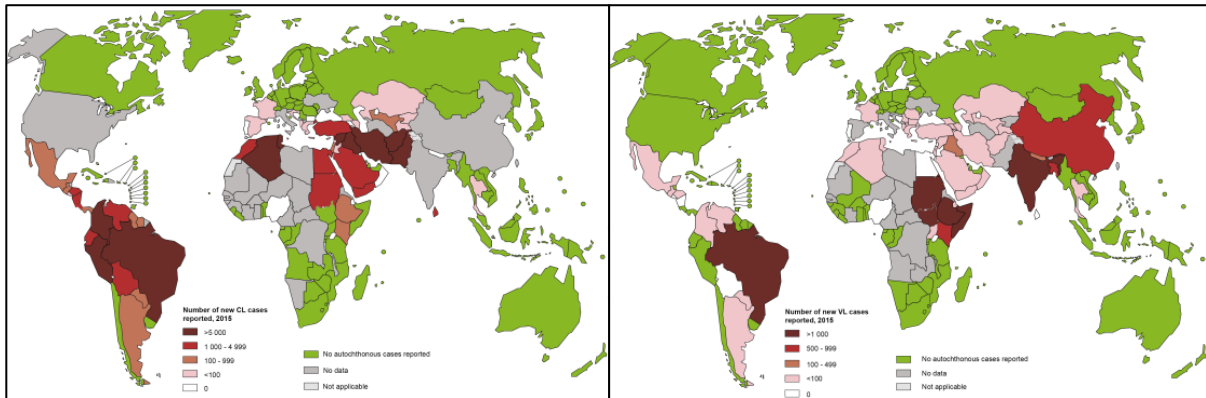 Number of new CL cases
reported, 2015
>5 000
1 000 - 4 999
100 - 999
<100
0
No autochthonous cases reported
No data
Not applicable
Number of new VL cases
reported, 2015
>1 000
500 - 999
100 - 499
<100
0
No autochthonous cases reported
No data
Not applicable